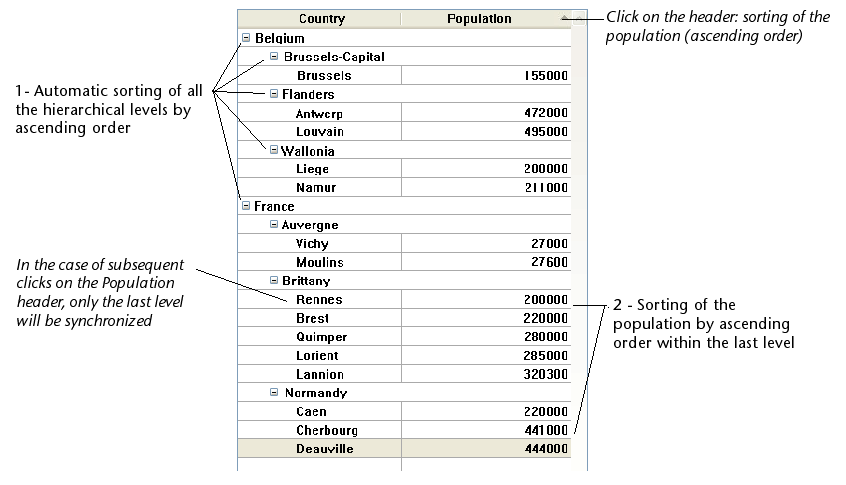 Country Population
Click on the header: sorting of the
population (ascending order)
Belgium
Brussels-Capital
Brussels 155000
1- Automatic sorting of all
the hierarchical levels by
ascending order
Flanders
Antwerp 472000
Louvain 495000
Wallonia
Liege 200000
Namur 211000
France
Auvergne
Vichy 27000
Moulins 27600
In the case of subsequent
clicks on the Population
header, only the last level
will be synchronized
Brittany
Rennes 200000
Brest 220000
Quimper 280000
Lorient 285000
Lannion 320300
2 - Sorting of the
population by ascending
order within the last level
Normandy
Caen 220000
Cherbourg 441000
Deauville 444000